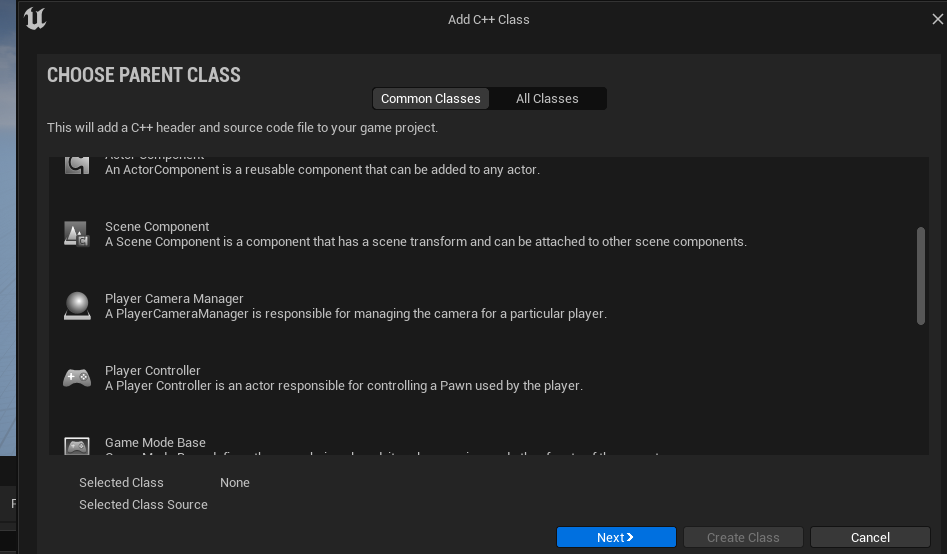 Add C++ Class
CHOOSE PARENT CLASS
Common Classes
All Classes
This will add a C++ header and source code file to your game project.
Actor Component
An ActorComponent is a reusable component that can be added to any actor.
Scene Component
A Scene Component is a component that has a scene transform and can be attached to other scene components.
Player Camera Manager
A PlayerCameraManager is responsible for managing the camera for a particular player.
Player Controller
A Player Controller is an actor responsible for controlling a Pawn used by the player.
Game Mode Base
Selected Class
None
Selected Class Source
Next
Create Class
Cancel